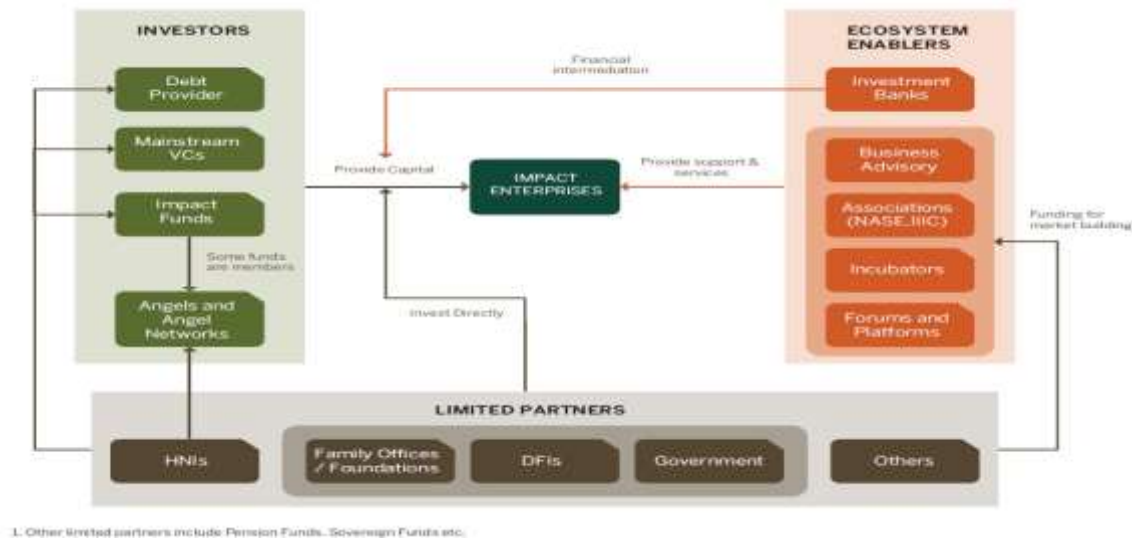 INVESTORS
Debt
Provider
Mainstream
VCs
Impact
Funds
Some funds
are members
Angels and
Angel
Networks
Financial
intermediation
Provide Capital
IMPACT
ENTERPRISES
Provide support &
services
Invest Directly
ECOSYSTEM
ENABLERS
Investment
Banks
Business
Advisory
Associations
(NASE, IIIC)
Incubators
Forums and
Platforms
Funding for
market building
LIMITED PARTNERS
HNIs
Family Offices
/ Foundations
DFIs
Government
Others
1. Other limited partners include Pension Funds, Sovereign Funds etc.